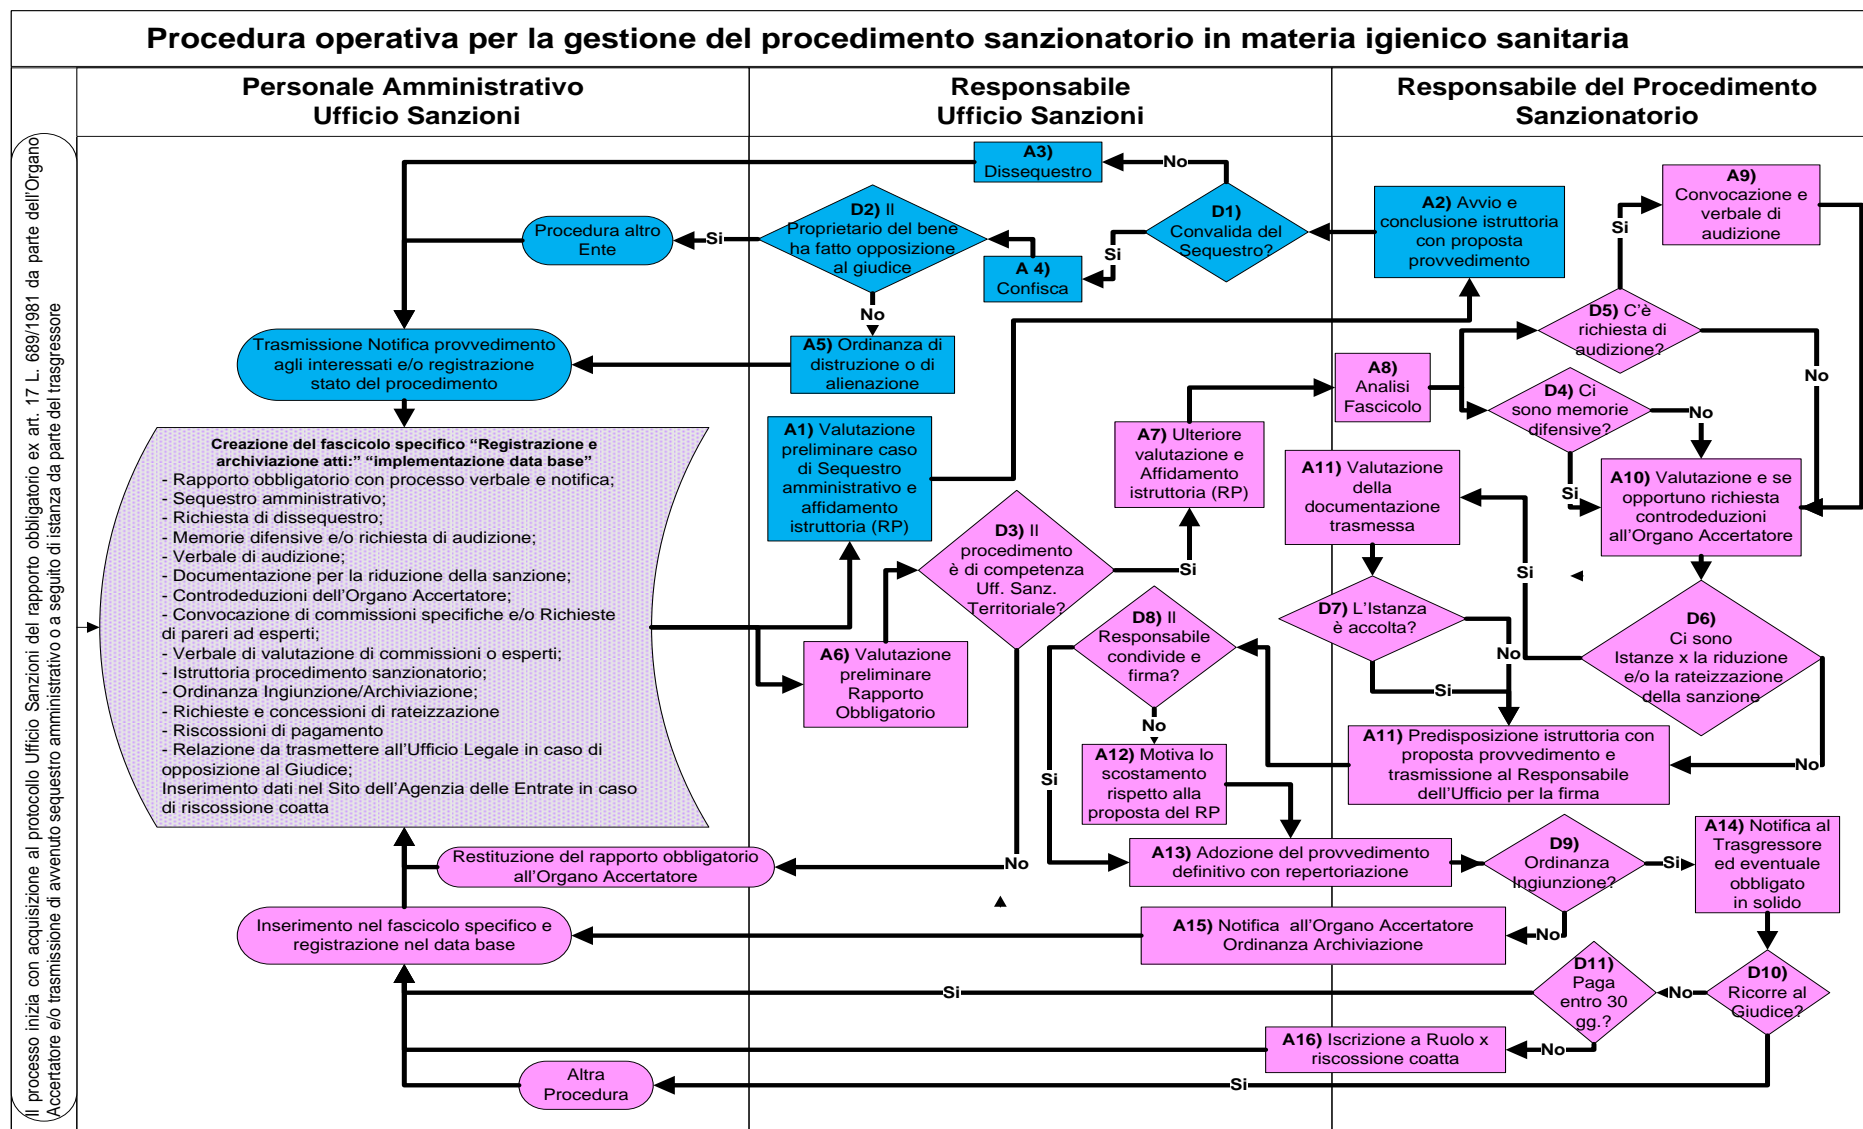 Procedura operativa per la gestione del procedimento sanzionatorio in materia igienico sanitaria
Personale Amministrativo
Ufficio Sanzioni
Responsabile
Ufficio Sanzioni
Responsabile del Procedimento
Sanzionatorio
Il processo inizia con acquisizione al protocollo Ufficio Sanzioni del rapporto obbligatorio ex art. 17 L. 689/1981 da parte dell'Organo
Accertatore e/o trasmissione di avvenuto sequestro amministrativo o a seguito di istanza da parte del trasgressore
A3)
Dissequestro
No
D2) Il
Proprietario del bene
ha fatto opposizione
al giudice
Si
Procedura altro
Ente
D1)
Convalida del
Sequestro?
Si
A 4)
Confisca
No
A2) Avvio e
conclusione istruttoria
con proposta
provvedimento
A9)
Convocazione e
verbale di
audizione
Si
Trasmissione Notifica provvedimento
agli interessati e/o registrazione
stato del procedimento
A5) Ordinanza di
distruzione o di
alienazione
D5) C'è
richiesta di
audizione?
No
A8)
Analisi
Fascicolo
D4) Ci
sono memorie
difensive?
No
Si
Creazione del fascicolo specifico “Registrazione e
archiviazione atti:” “implementazione data base”
- Rapporto obbligatorio con processo verbale e notifica;
- Sequestro amministrativo;
- Richiesta di dissequestro;
- Memorie difensive e/o richiesta di audizione;
- Verbale di audizione;
- Documentazione per la riduzione della sanzione;
- Controdeduzioni dell'Organo Accertatore;
- Convocazione di commissioni specifiche e/o Richieste
di pareri ad esperti;
- Verbale di valutazione di commissioni o esperti;
- Istruttoria procedimento sanzionatorio;
- Ordinanza Ingiunzione/Archiviazione;
- Richieste e concessioni di rateizzazione
- Riscossioni di pagamento
- Relazione da trasmettere all'Ufficio Legale in caso di
opposizione al Giudice;
Inserimento dati nel Sito dell'Agenzia delle Entrate in caso
di riscossione coatta
A1) Valutazione
preliminare caso
di Sequestro
amministrativo e
affidamento
istruttoria (RP)
A7) Ulteriore
valutazione e
Affidamento
istruttoria (RP)
A11) Valutazione
della
documentazione
trasmessa
A10) Valutazione e se
opportuno richiesta
controdeduzioni
all'Organo Accertatore
D3) Il
procedimento
è di competenza
Uff. Sanz.
Territoriale?
Si
Si
D7) L'Istanza
è accolta?
No
Si
D6)
Ci sono
Istanze x la riduzione
e/o la rateizzazione
della sanzione
No
A6) Valutazione
preliminare
Rapporto
Obbligatorio
D8) Il
Responsabile
condivide e
firma?
No
Si
A11) Predisposizione istruttoria con
proposta provvedimento e
trasmissione al Responsabile
dell'Ufficio per la firma
A12) Motiva lo
scostamento
rispetto alla
proposta del RP
Restituzione del rapporto obbligatorio
all'Organo Accertatore
No
A13) Adozione del provvedimento
definitivo con repertoriazione
D9)
Ordinanza
Ingiunzione?
Si
No
A14) Notifica al
Trasgressore
ed eventuale
obbligato
in solido
Inserimento nel fascicolo specifico e
registrazione nel data base
A15) Notifica all'Organo Accertatore
Ordinanza Archiviazione
D11)
Paga
entro 30
gg.?
Si
No
D10)
Ricorre al
Giudice?
A16) Iscrizione a Ruolo x
riscossione coatta
No
Altra
Procedura
Si